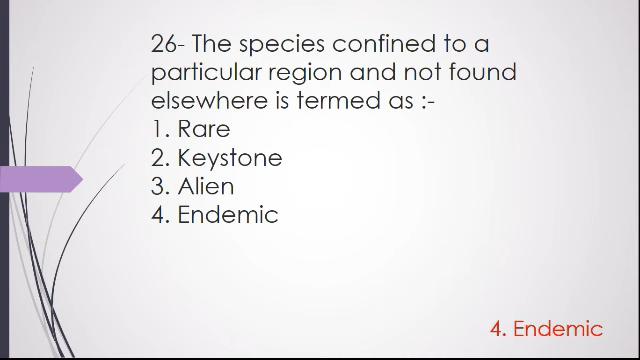 26- The species confined to a
particular region and not found
elsewhere is termed as :-
1. Rare
2. Keystone
3. Alien
4. Endemic
4. Endemic